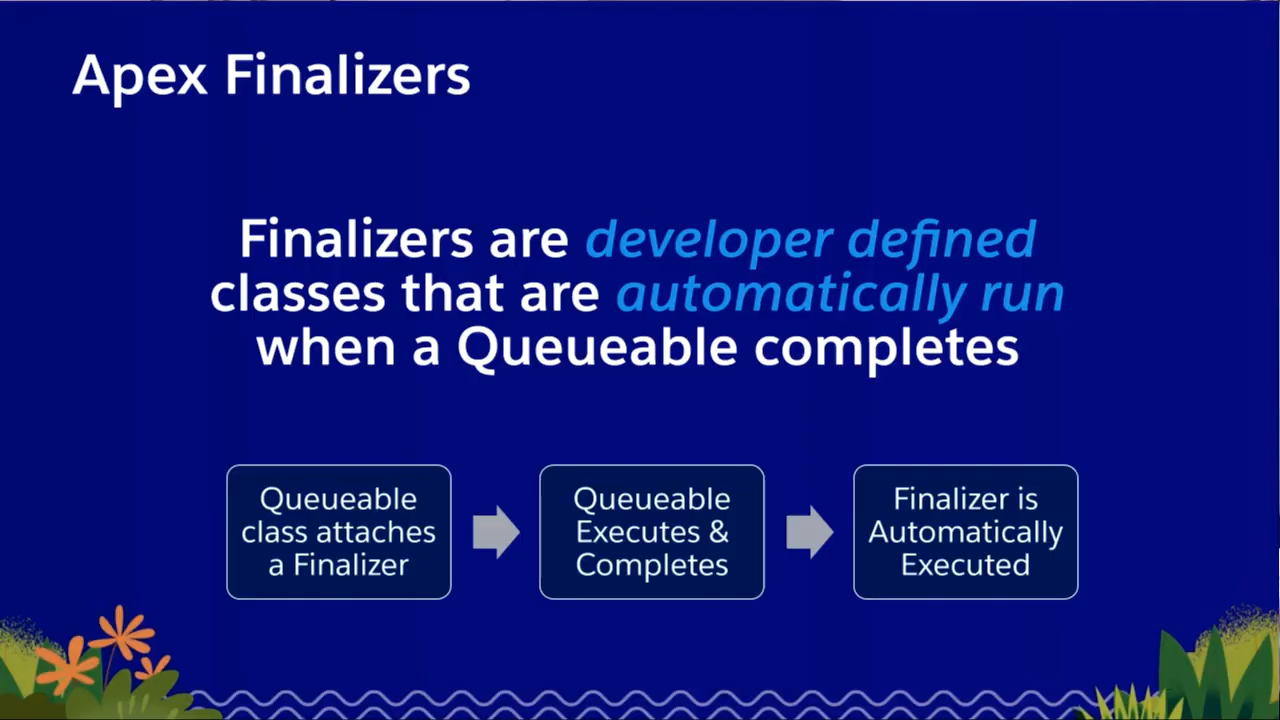 Apex Finalizers
Finalizers are developer defined
classes that are automatically run
when a Queueable completes
Queueable
class attaches
a Finalizer
Queueable
Executes &
Completes
Finalizer is
Automatically
Executed